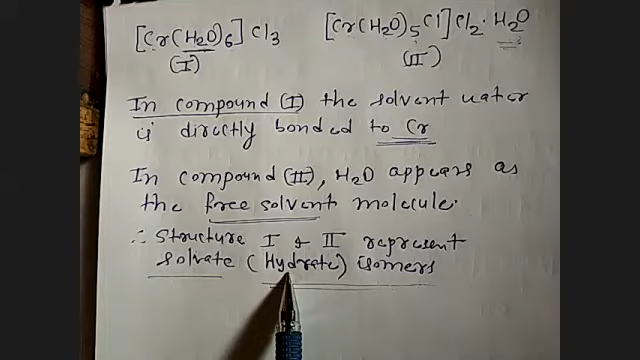 [Cr(H2O)6]Cl3 [Cr(H2O)5Cl]Cl2·H2O
(I) (II)
In compound (I) the solvent water
is directly bonded to Cr
In compound (II), H2O appears as
the free solvent molecule.
∴ Structure I & II represent
solvate (Hydrate) isomers